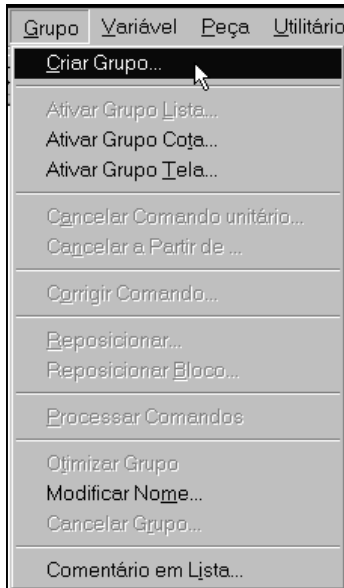 Grupo Variável Peça Utilitário
Criar Grupo...
Ativar Grupo Lista...
Ativar Grupo Cota...
Ativar Grupo Tela...
Cancelar Comando unitário...
Cancelar a Partir de ...
Corrigir Comando...
Reposicionar...
Reposicionar Bloco...
Processar Comandos
Otimizar Grupo
Modificar Nome...
Cancelar Grupo...
Comentário em Lista...